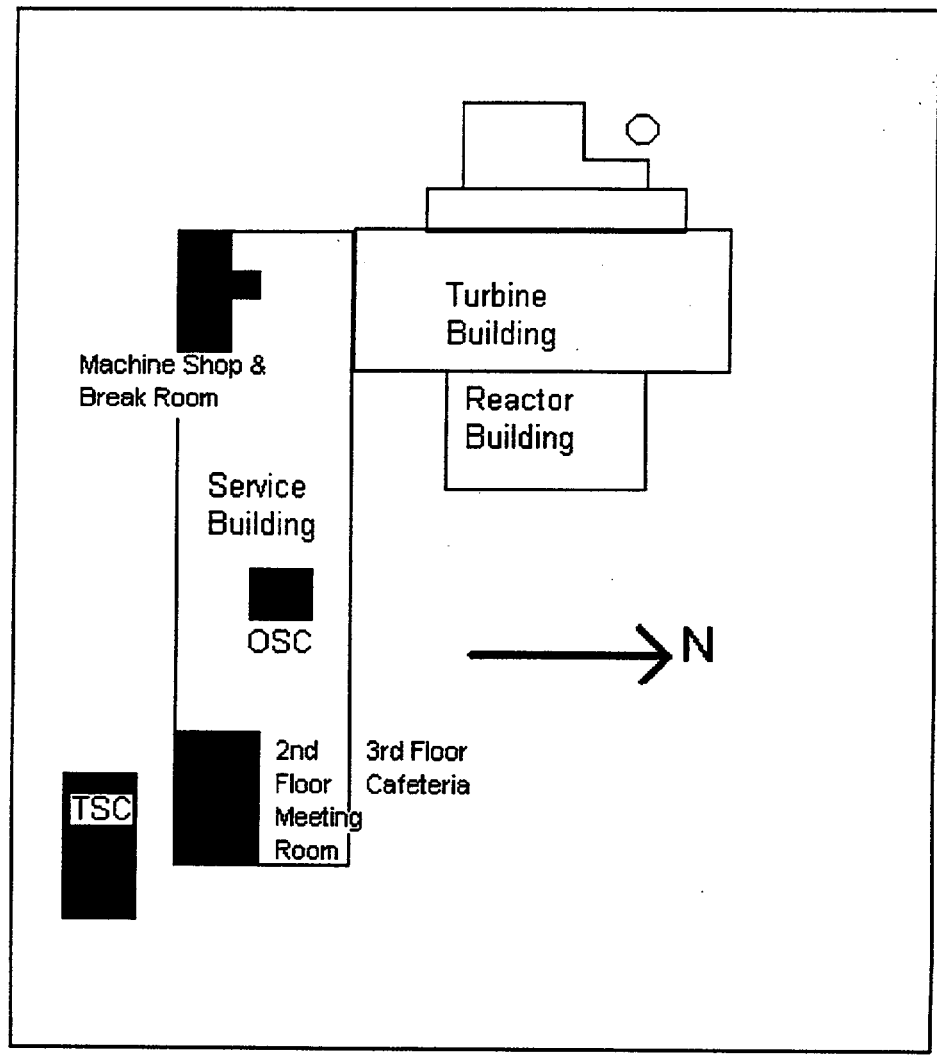 Turbine
Building
Machine Shop &
Break Room
Reactor
Building
Service
Building
OSC
N
2nd
Floor
Meeting
Room
3rd Floor
Cafeteria
TSC